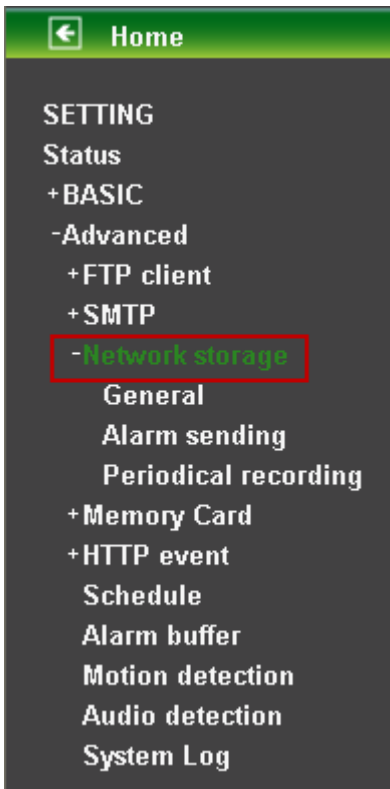 Home
SETTING
Status
+BASIC
-Advanced
+FTP client
+SMTP
-Network storage
General
Alarm sending
Periodical recording
+Memory Card
+HTTP event
Schedule
Alarm buffer
Motion detection
Audio detection
System Log